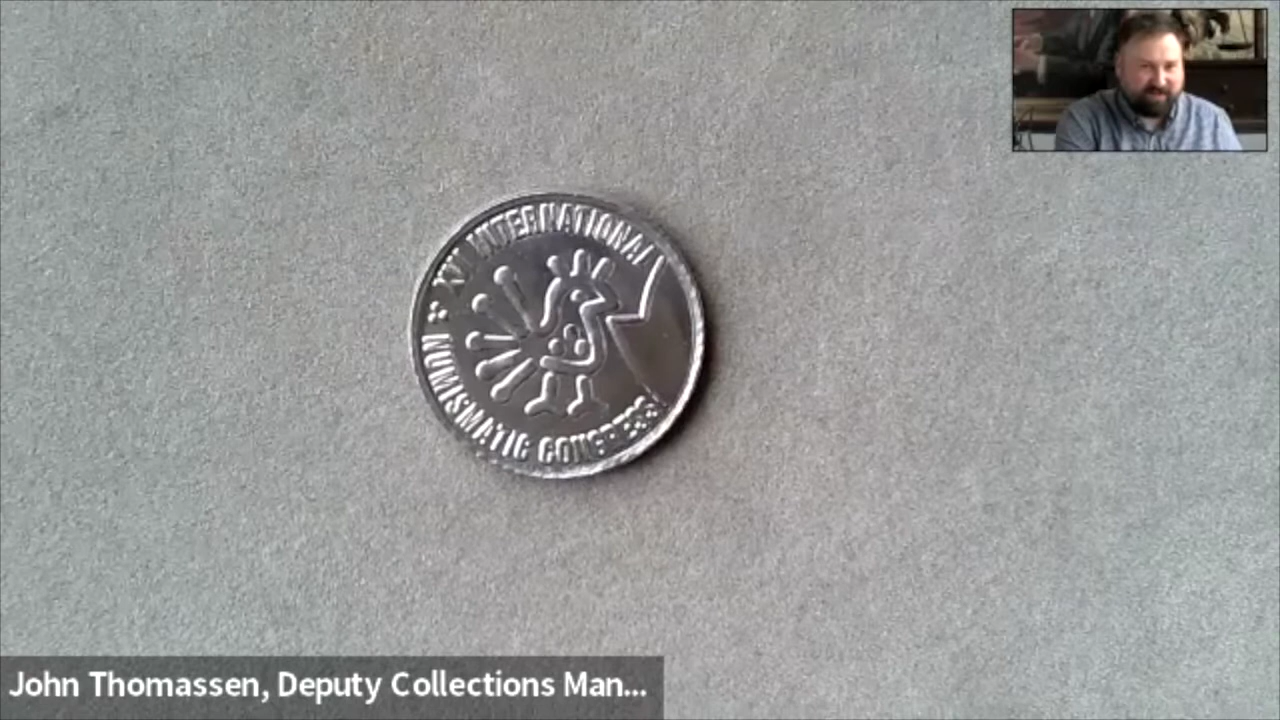 XVI INTERNATIONAL
NUMISMATIC CONGRESS
John Thomassen, Deputy Collections Man...